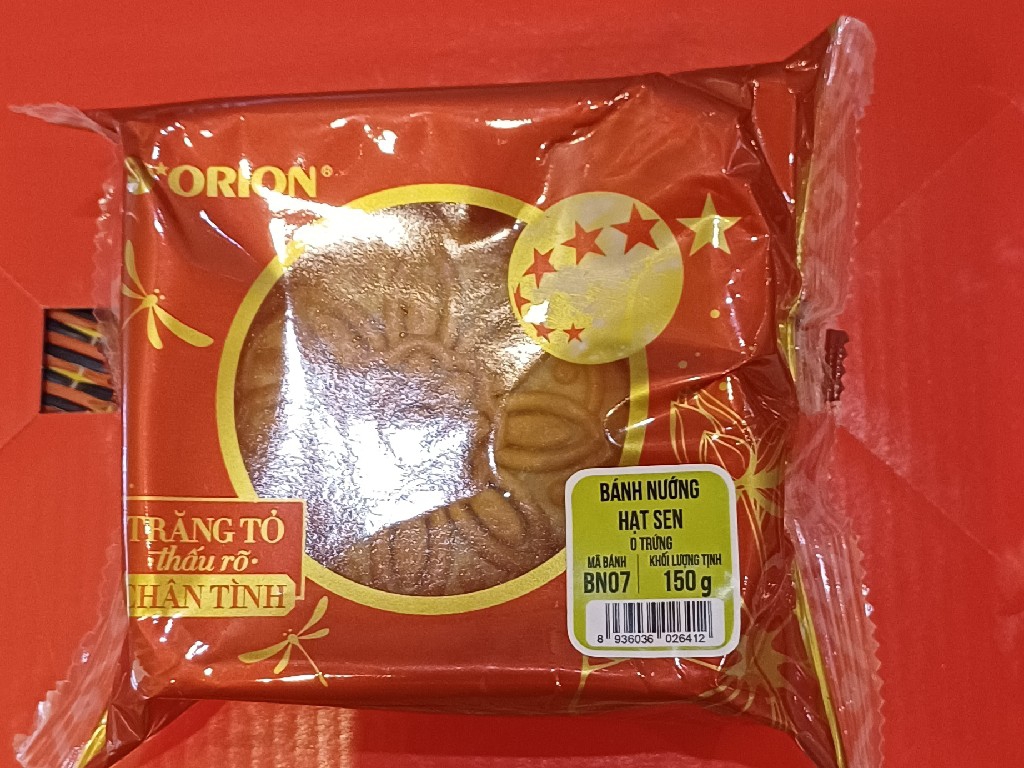 ORION®
TRĂNG TỎ
thấu rõ
CHÂN TÌNH
BÁNH NƯỚNG
HẠT SEN
0 TRỨNG
MÃ BÁNH
BN07
KHỐI LƯỢNG TỊNH
150 g
8 936036 026412